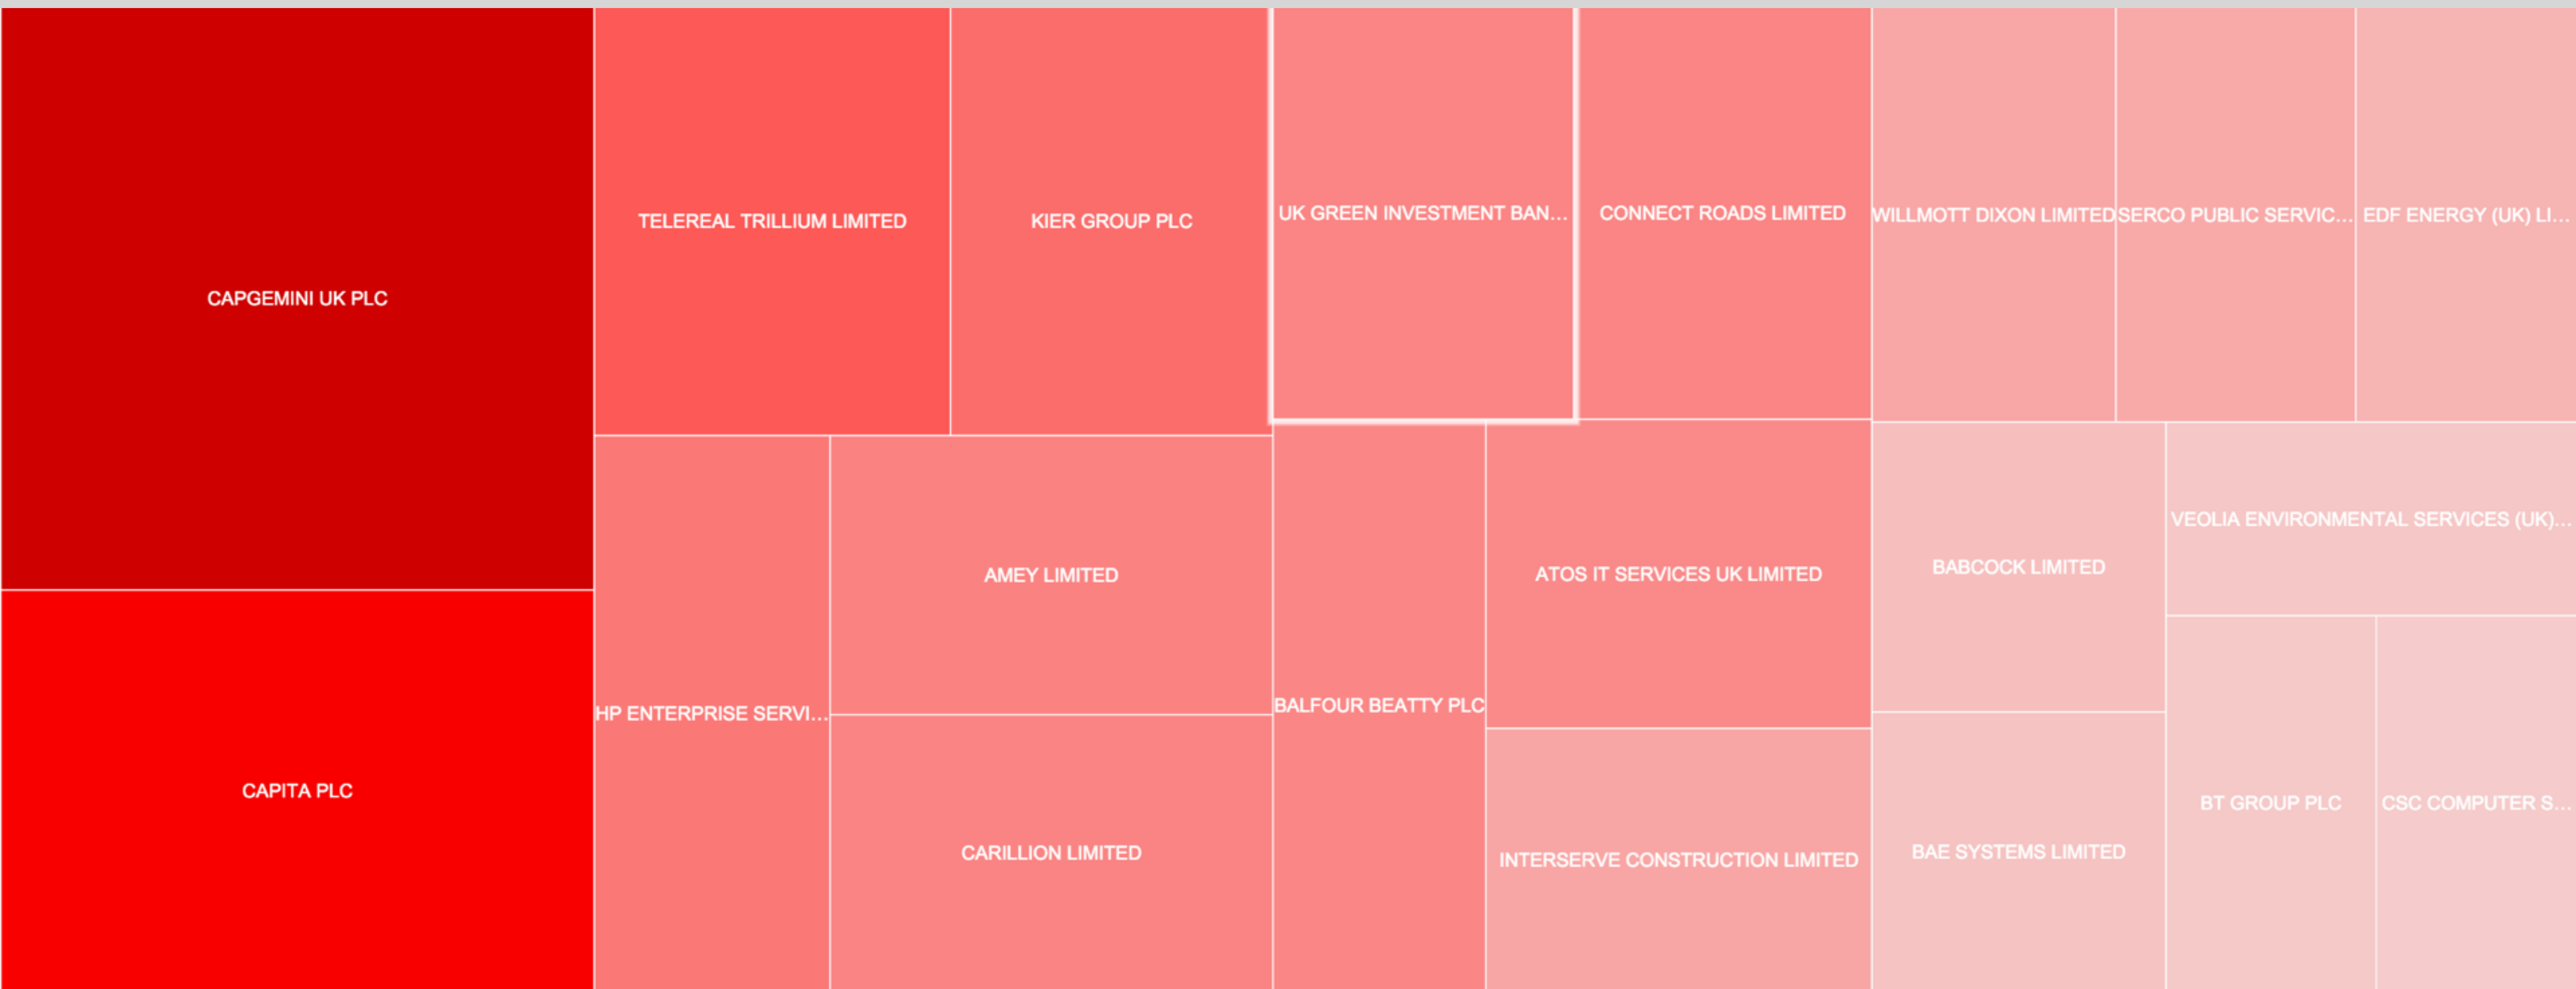 CAPGEMINI UK PLC
CAPITA PLC
TELEREAL TRILLIUM LIMITED
KIER GROUP PLC
HP ENTERPRISE SERVI...
AMEY LIMITED
CARILLION LIMITED
UK GREEN INVESTMENT BAN...
CONNECT ROADS LIMITED
BALFOUR BEATTY PLC
ATOS IT SERVICES UK LIMITED
INTERSERVE CONSTRUCTION LIMITED
WILLMOTT DIXON LIMITED
SERCO PUBLIC SERVIC...
EDF ENERGY (UK) LI...
BABCOCK LIMITED
BAE SYSTEMS LIMITED
VEOLIA ENVIRONMENTAL SERVICES (UK)...
BT GROUP PLC
CSC COMPUTER S...